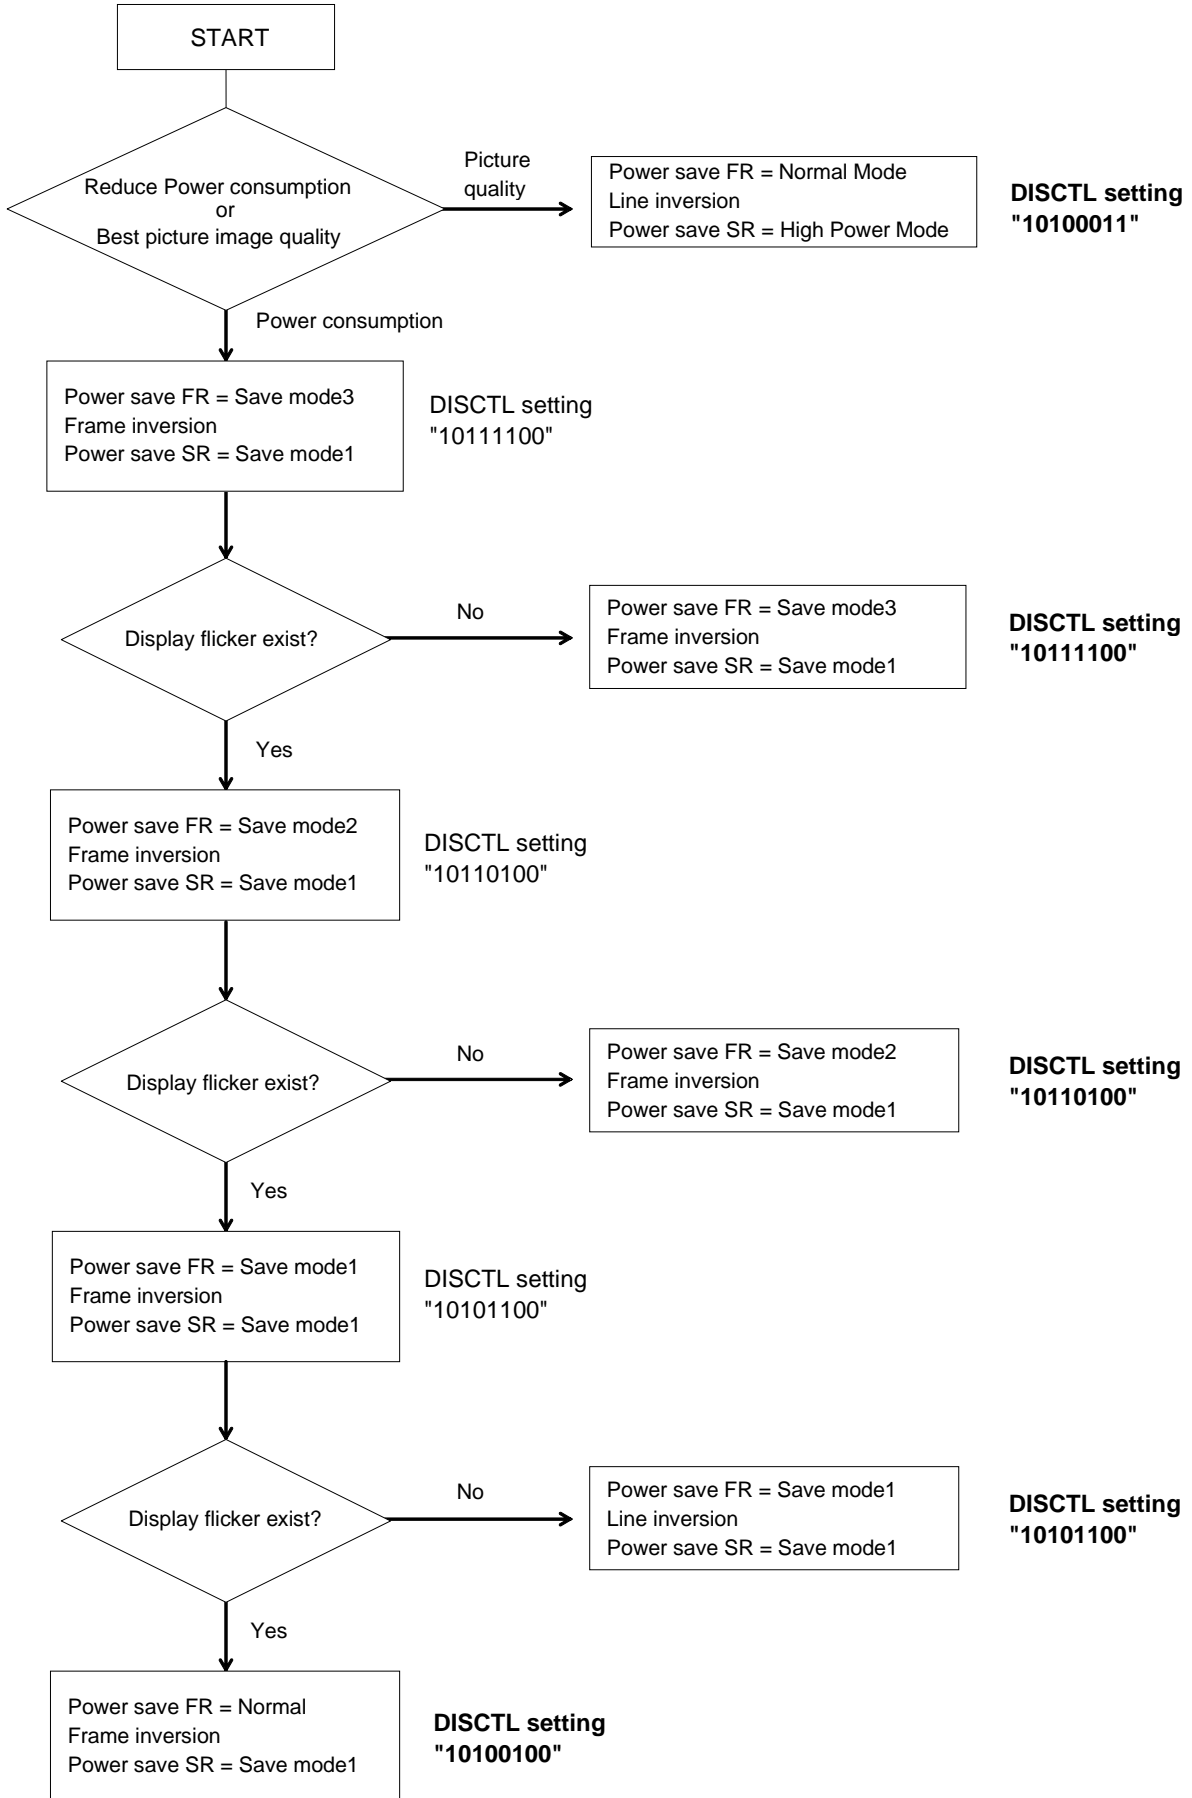 START
Reduce Power consumption
or
Best picture image quality
Picture
quality
Power save FR = Normal Mode
Line inversion
Power save SR = High Power Mode
DISCTL setting
"10100011"
Power consumption
Power save FR = Save mode3
Frame inversion
Power save SR = Save mode1
DISCTL setting
"10111100"
Display flicker exist?
No
Power save FR = Save mode3
Frame inversion
Power save SR = Save mode1
DISCTL setting
"10111100"
Yes
Power save FR = Save mode2
Frame inversion
Power save SR = Save mode1
DISCTL setting
"10110100"
Display flicker exist?
No
Power save FR = Save mode2
Frame inversion
Power save SR = Save mode1
DISCTL setting
"10110100"
Yes
Power save FR = Save mode1
Frame inversion
Power save SR = Save mode1
DISCTL setting
"10101100"
Display flicker exist?
No
Power save FR = Save mode1
Line inversion
Power save SR = Save mode1
DISCTL setting
"10101100"
Yes
Power save FR = Normal
Frame inversion
Power save SR = Save mode1
DISCTL setting
"10100100"